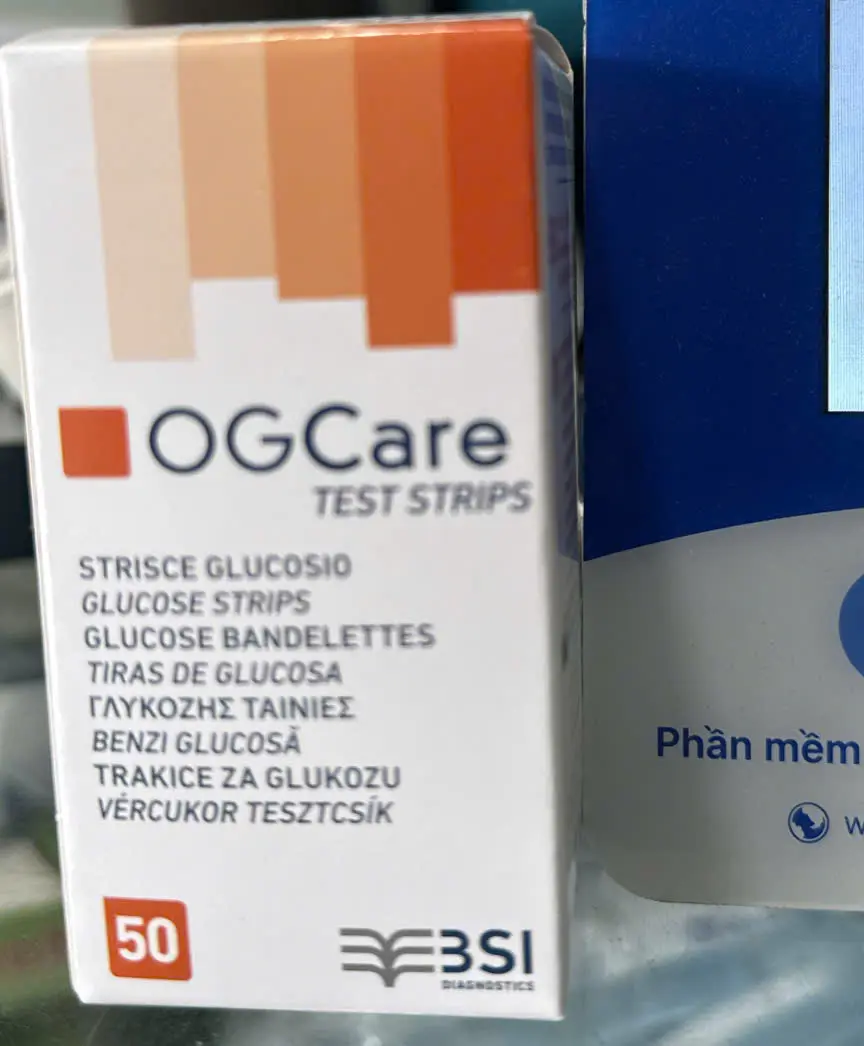 OGCare
TEST STRIPS
STRISCE GLUCOSIO
GLUCOSE STRIPS
GLUCOSE BANDELETTES
TIRAS DE GLUCOSA
ΓΛΥΚΟΖΗΣ ΤΑΙΝΙΕΣ
BENZI GLUCOSĂ
TRAKICE ZA GLUKOZU
VÉRCUKOR TESZTCSÍK
50
BSI
DIAGNOSTICS
Phần mềm